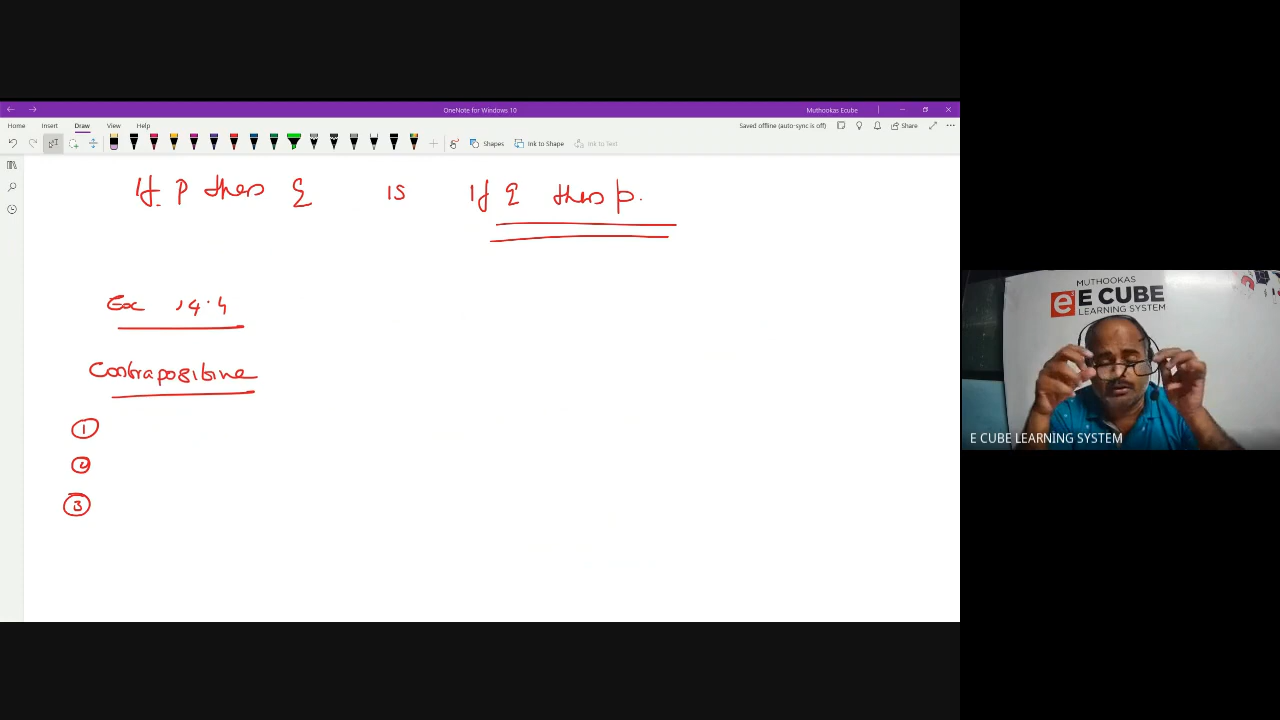 OneNote for Windows 10
Muthookas Ecube
Home Insert Draw View Help
Saved offline (auto-sync is off)
Share
Shapes
Ink to Shape
Ink to Text
If p then q is If q then p.
Ex 14.4
Contrapositive
1
2
3
MUTHOOKAS
e3 E CUBE
LEARNING SYSTEM
E CUBE LEARNING SYSTEM